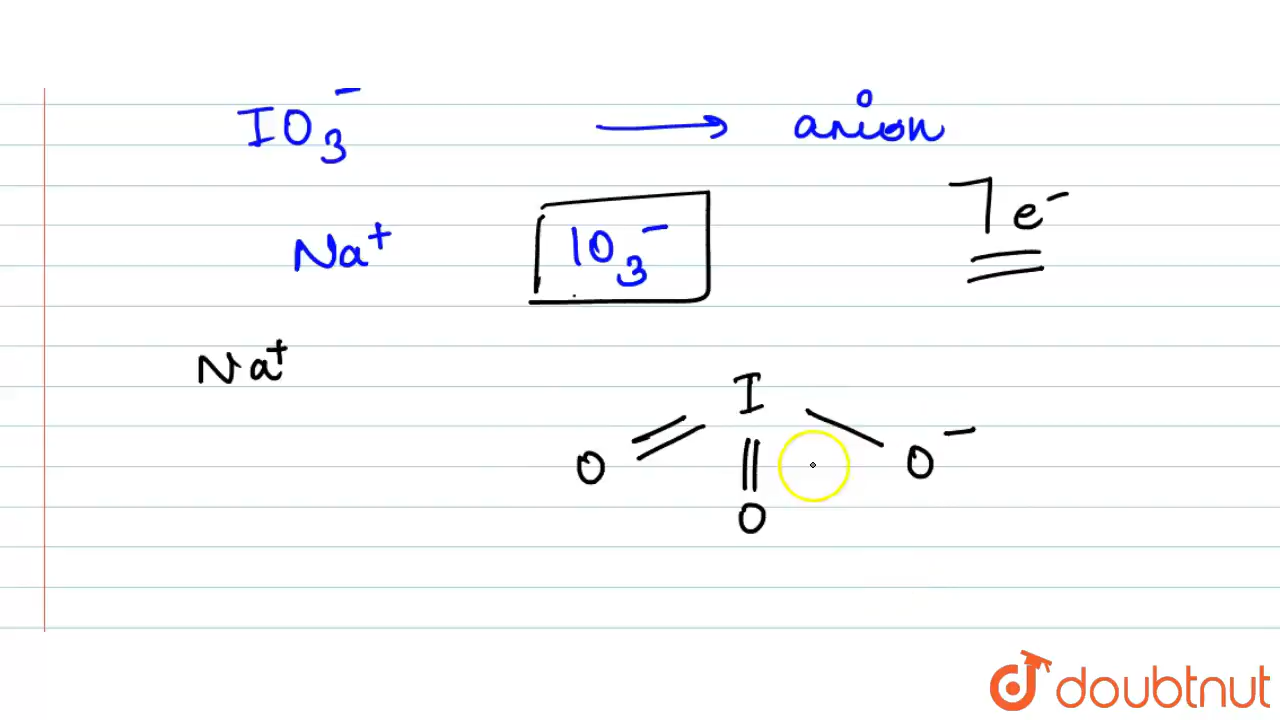 IO₃⁻ → anion
7e⁻
Na⁺ IO₃⁻
Na⁺
I
O O⁻
O
doubtnut